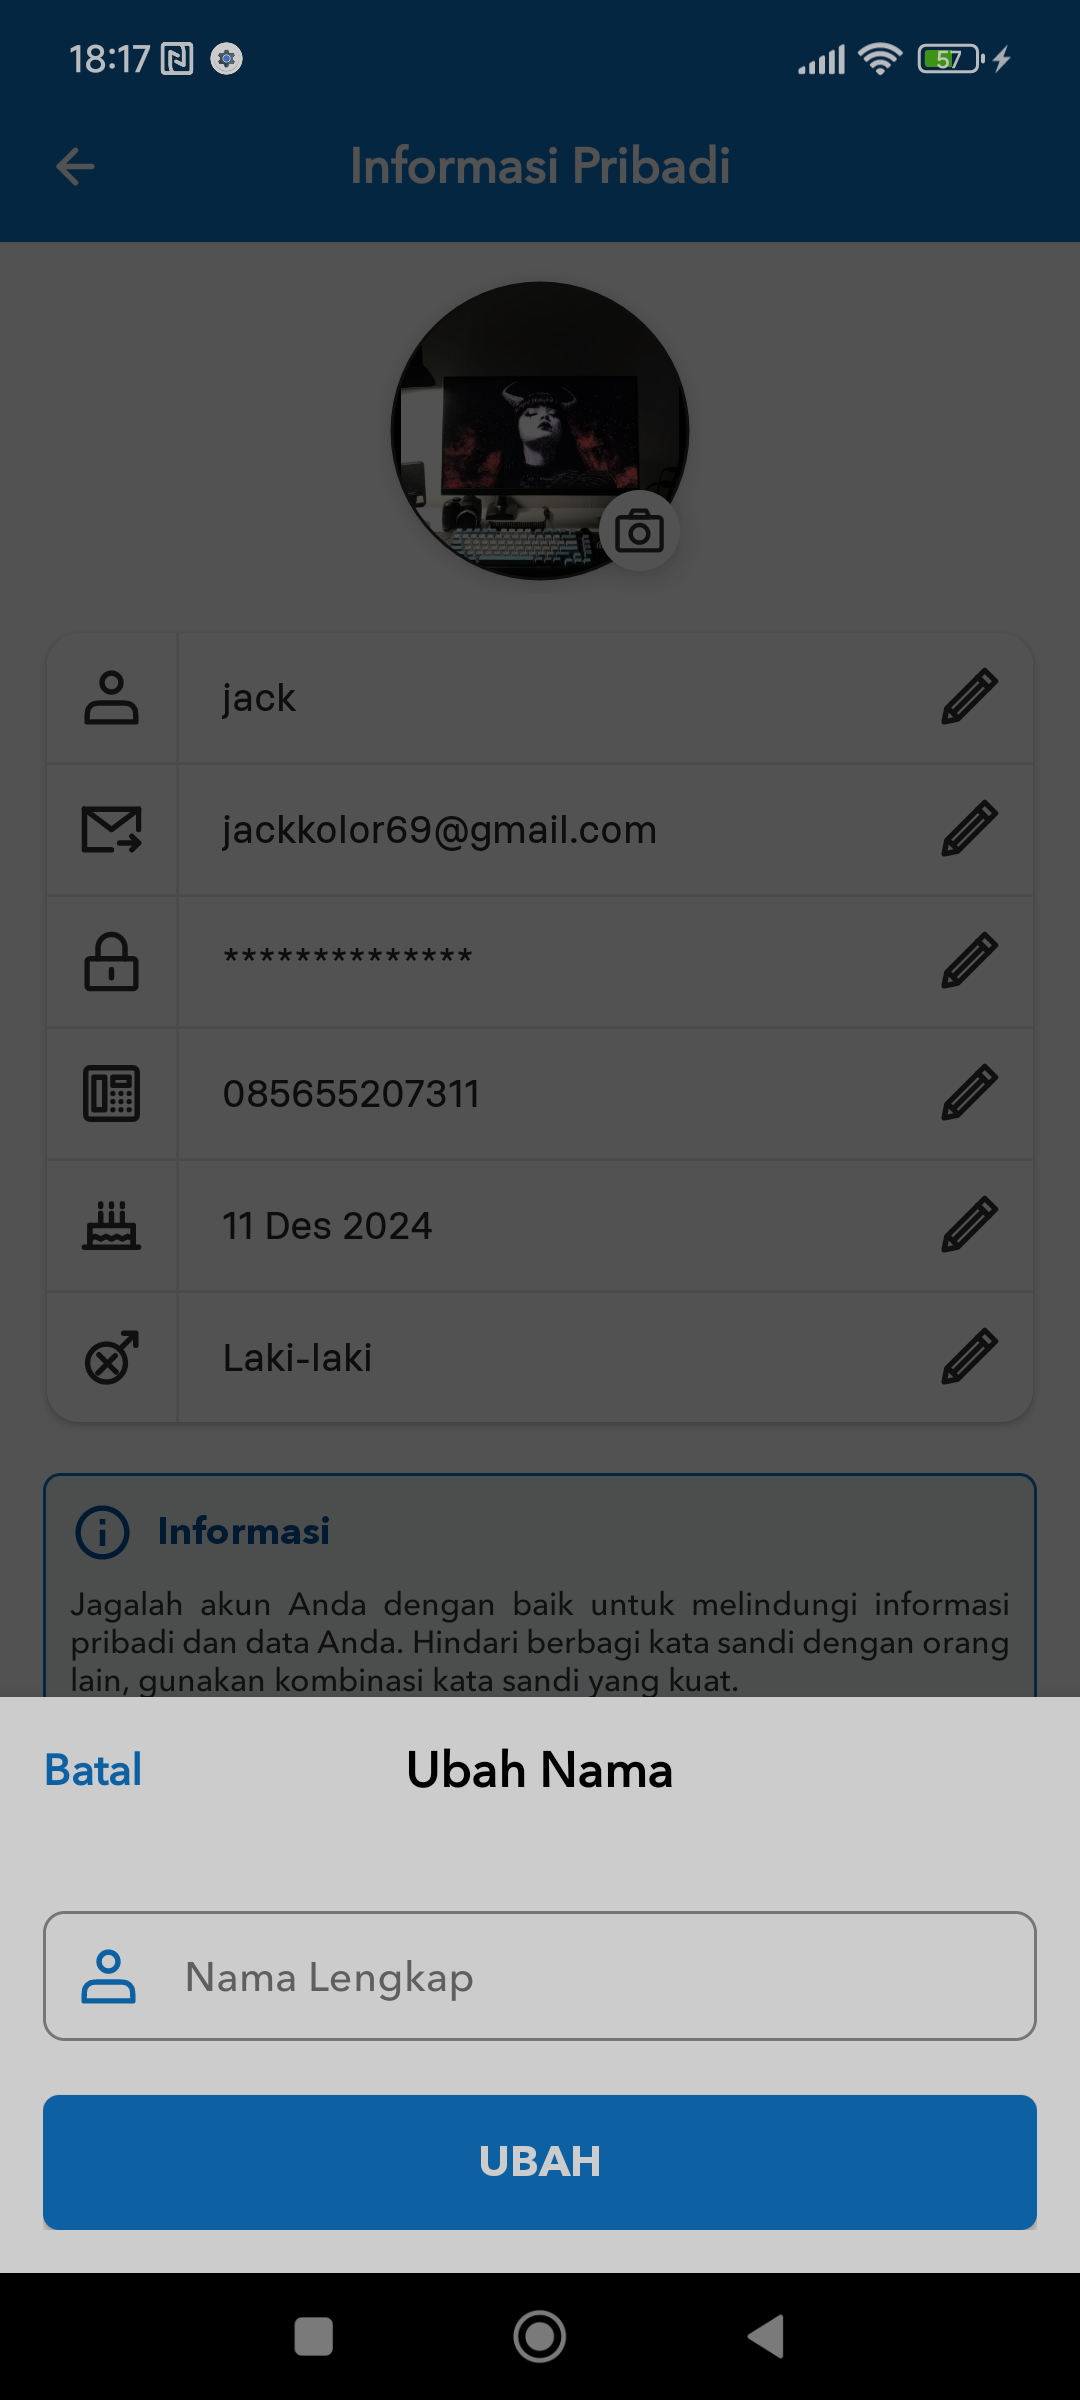 18:17
57
Informasi Pribadi
jack
jackkolor69@gmail.com
**************
085655207311
11 Des 2024
Laki-laki
Informasi
Jagalah akun Anda dengan baik untuk melindungi informasi
pribadi dan data Anda. Hindari berbagi kata sandi dengan orang
lain, gunakan kombinasi kata sandi yang kuat.
Batal
Ubah Nama
Nama Lengkap
UBAH